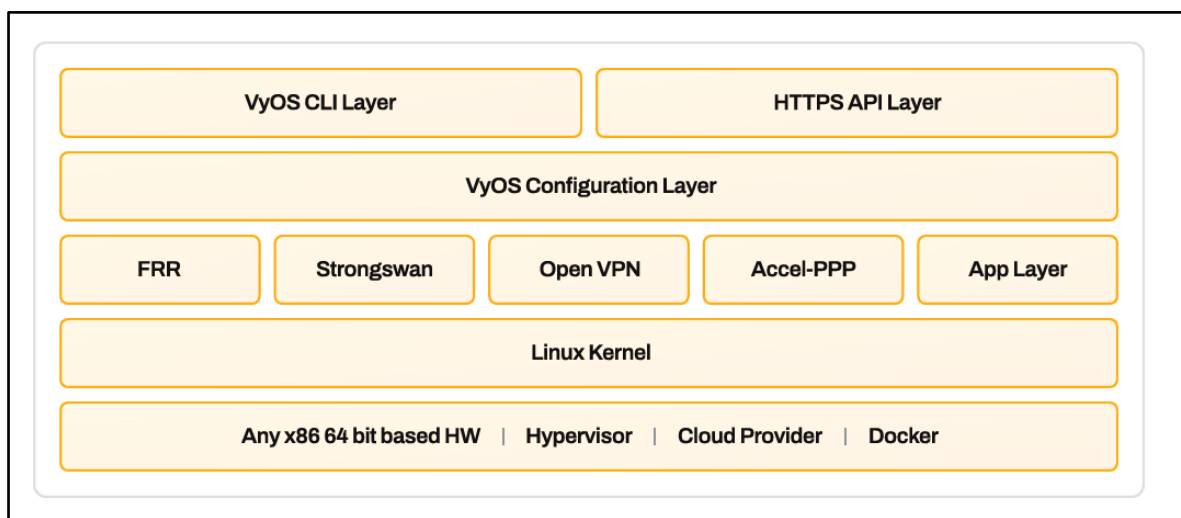 VyOS CLI Layer
HTTPS API Layer
VyOS Configuration Layer
FRR
Strongswan
Open VPN
Accel-PPP
App Layer
Linux Kernel
Any x86 64 bit based HW | Hypervisor | Cloud Provider | Docker